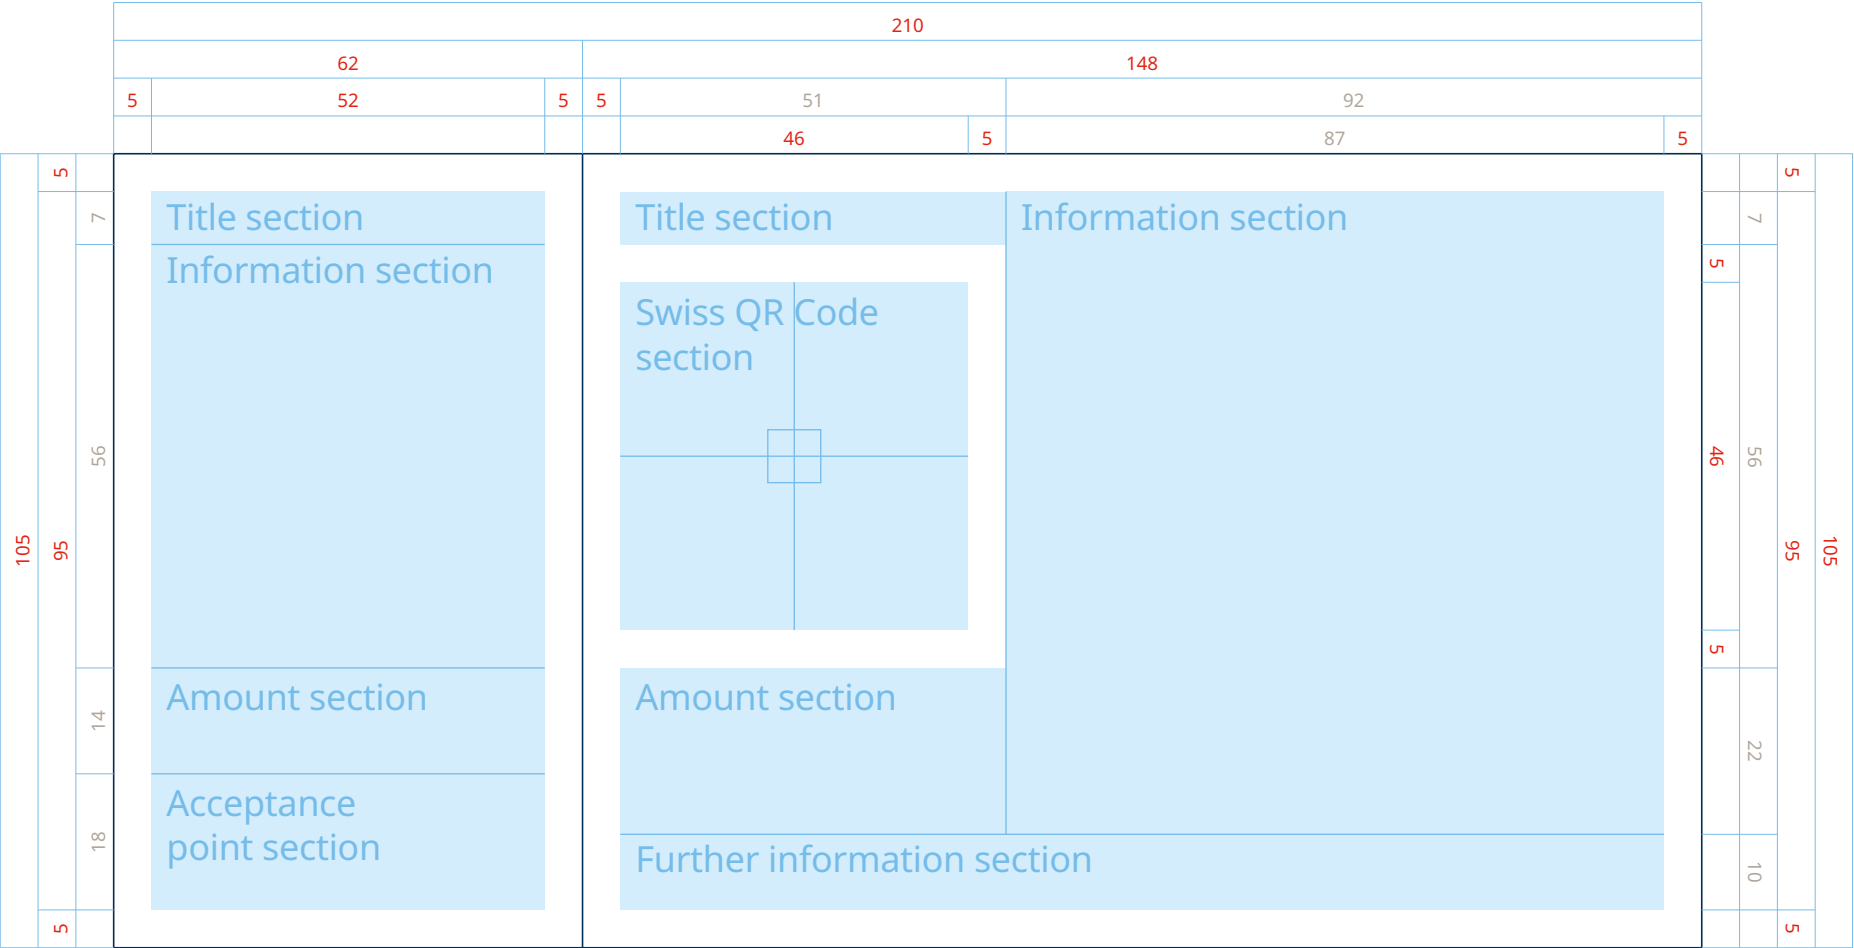 210
62 148
5 52 5 5 51 92
46 5 87 5
5 5
7 7
Title section Title section Information section
Information section
5
Swiss QR Code
section
56 46 56
105 95 95 105
5
Amount section Amount section
14 22
Acceptance
point section
18
Further information section
10
5 5